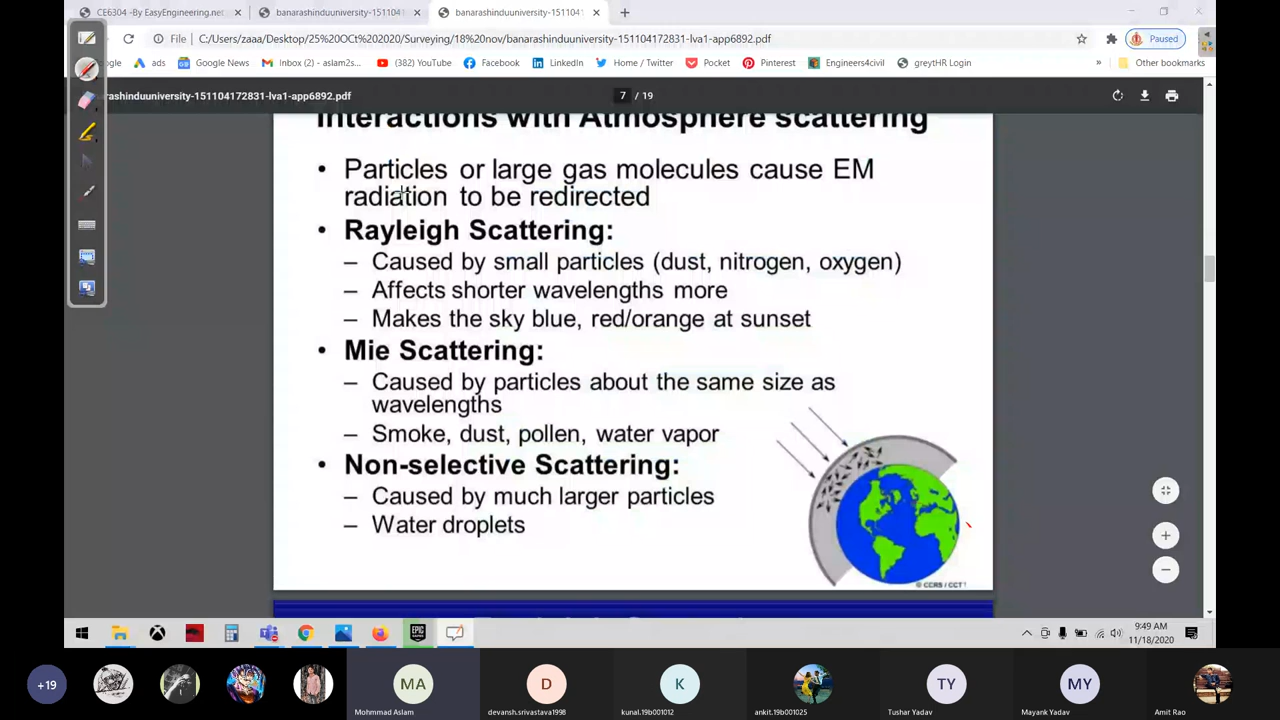 CE6304 -By EasyEngineering.net
banarashinduuniversity-151104
banarashinduuniversity-151104
File
C:/Users/zaaa/Desktop/25%20OCt%202020/Surveying/18%20nov/banarashinduuniversity-151104172831-lva1-app6892.pdf
Paused
ads
Google News
Inbox (2) - aslam2s...
(382) YouTube
Facebook
LinkedIn
Home / Twitter
Pocket
Pinterest
Engineers4civil
greytHR Login
»
Other bookmarks
arashinduuniversity-151104172831-lva1-app6892.pdf
7 / 19
Interactions with Atmosphere scattering
• Particles or large gas molecules cause EM
radiation to be redirected
• Rayleigh Scattering:
– Caused by small particles (dust, nitrogen, oxygen)
– Affects shorter wavelengths more
– Makes the sky blue, red/orange at sunset
• Mie Scattering:
– Caused by particles about the same size as
wavelengths
– Smoke, dust, pollen, water vapor
• Non-selective Scattering:
– Caused by much larger particles
– Water droplets
© CCRS / CCT
EPIC
9:49 AM
11/18/2020
+19
MA
D
K
TY
MY
Mohmmad Aslam
devansh.srivastava1998
kunal.19b001012
ankit.19b001025
Tushar Yadav
Mayank Yadav
Amit Rao